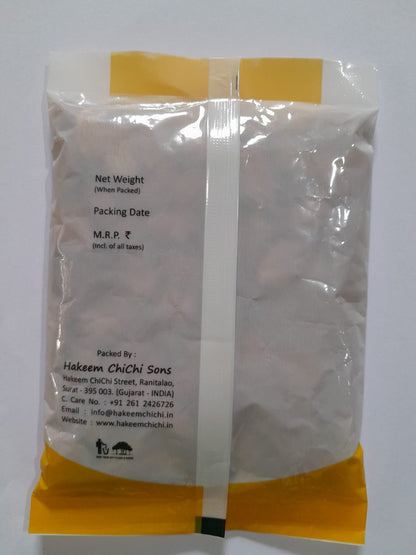 Net Weight
(When Packed)
Packing Date
M.R.P. ₹
(Incl. of all taxes)
Packed By :
Hakeem ChiChi Sons
Hakeem ChiChi Street, Ranitalao,
Surat - 395 003. (Gujarat - INDIA)
C. Care No. : +91 261 2426726
Email : info@hakeemchichi.in
Website : www.hakeemchichi.in